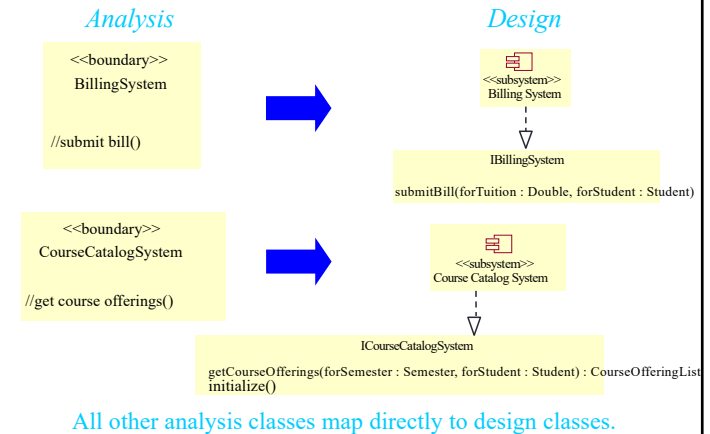 Analysis
Design
<<boundary>>
BillingSystem
//submit bill()
<<subsystem>>
Billing System
IBillingSystem
submitBill(forTuition : Double, forStudent : Student)
<<boundary>>
CourseCatalogSystem
//get course offerings()
<<subsystem>>
Course Catalog System
ICourseCatalogSystem
getCourseOfferings(forSemester : Semester, forStudent : Student) : CourseOfferingList
initialize()
All other analysis classes map directly to design classes.